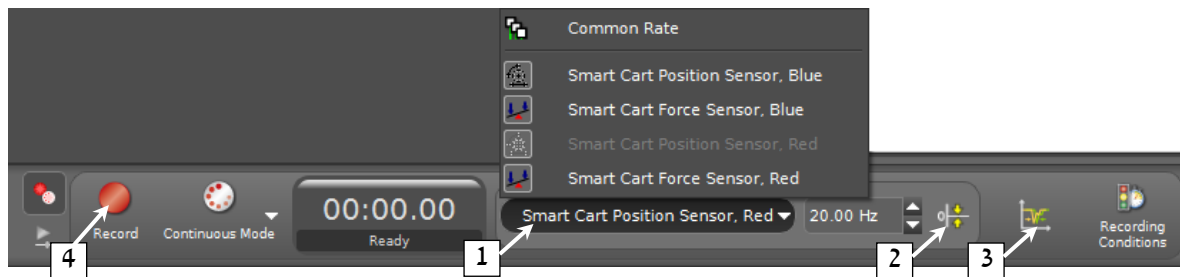 Common Rate
Smart Cart Position Sensor, Blue
Smart Cart Force Sensor, Blue
Smart Cart Position Sensor, Red
Smart Cart Force Sensor, Red
00:00.00
Ready
Smart Cart Position Sensor, Red
20.00 Hz
0
Record
Continuous Mode
Recording
Conditions
4
1
2
3